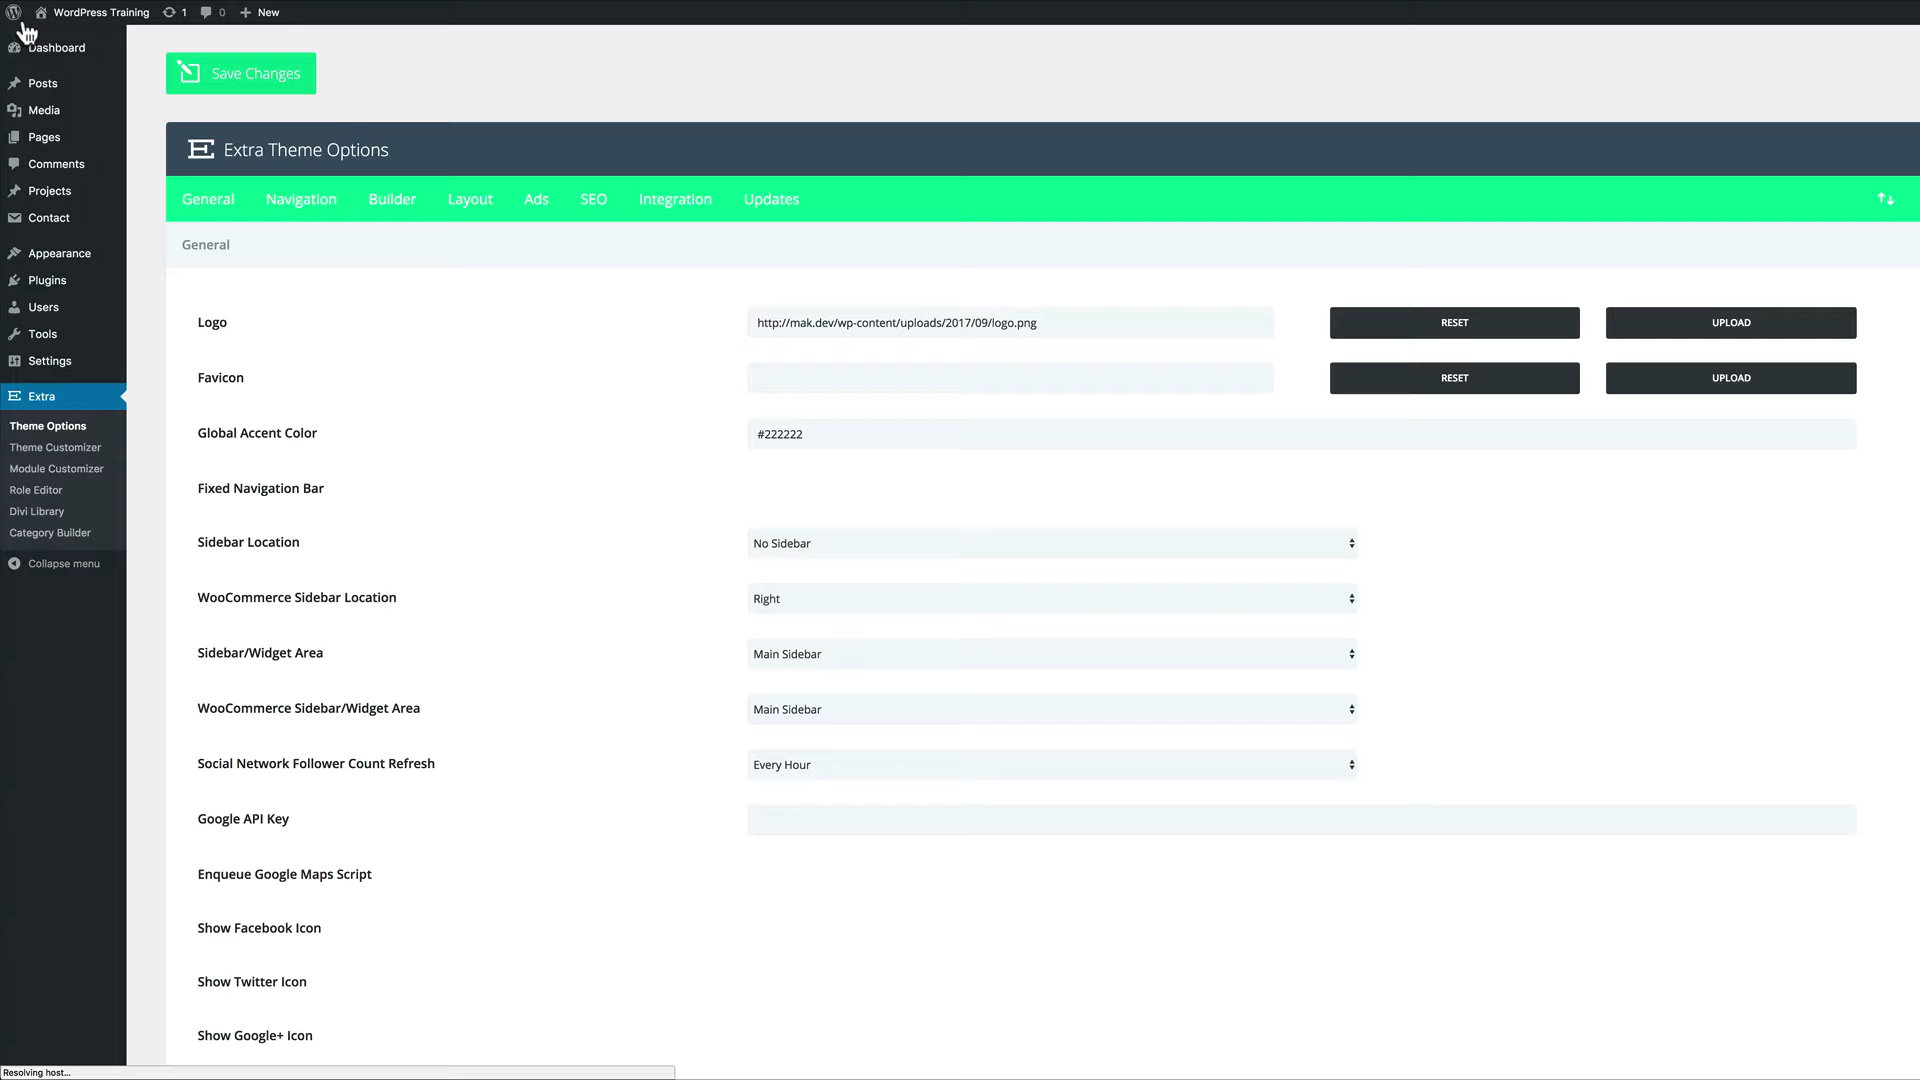 WordPress Training
1
0
New
Dashboard
Posts
Media
Pages
Comments
Projects
Contact
Appearance
Plugins
Users
Tools
Settings
Extra
Theme Options
Theme Customizer
Module Customizer
Role Editor
Divi Library
Category Builder
Collapse menu
Save Changes
Extra Theme Options
General Navigation Builder Layout Ads SEO Integration Updates
General
Logo http://mak.dev/wp-content/uploads/2017/09/logo.png RESET UPLOAD
Favicon RESET UPLOAD
Global Accent Color #222222
Fixed Navigation Bar
Sidebar Location No Sidebar
WooCommerce Sidebar Location Right
Sidebar/Widget Area Main Sidebar
WooCommerce Sidebar/Widget Area Main Sidebar
Social Network Follower Count Refresh Every Hour
Google API Key
Enqueue Google Maps Script
Show Facebook Icon
Show Twitter Icon
Show Google+ Icon
Resolving host...